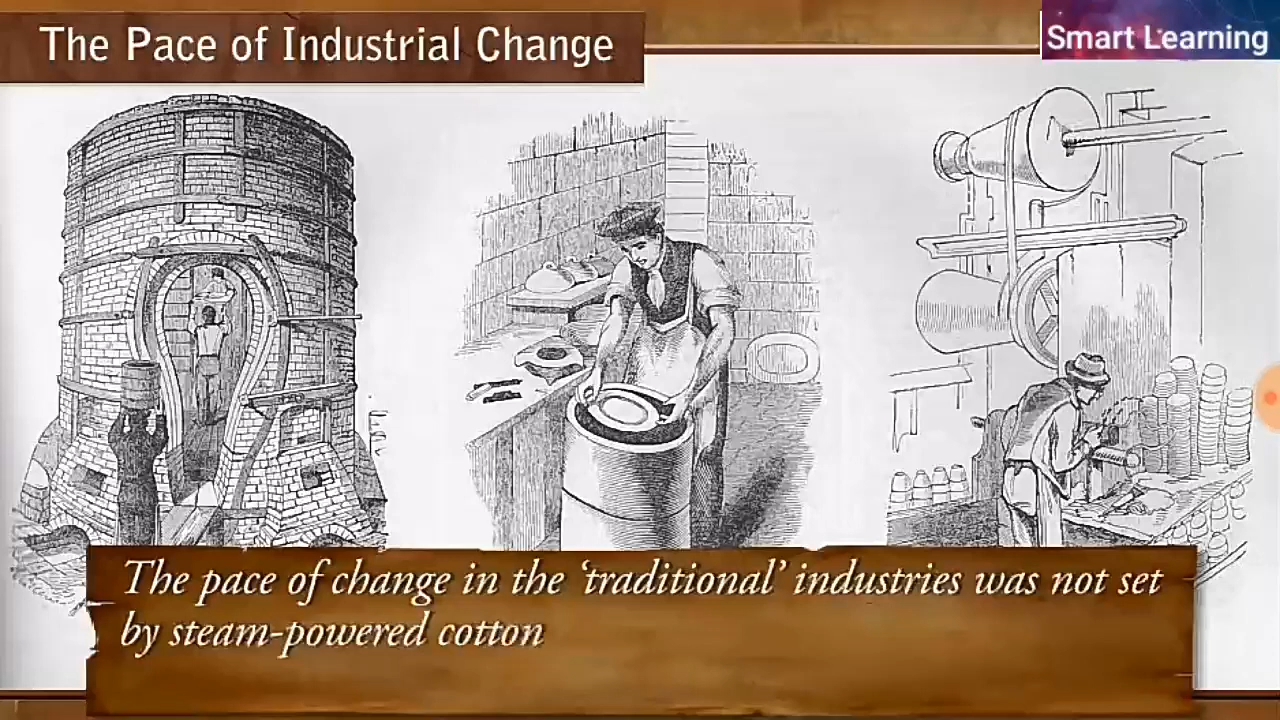 The Pace of Industrial Change
Smart Learning
The pace of change in the ‘traditional’ industries was not set
by steam-powered cotton